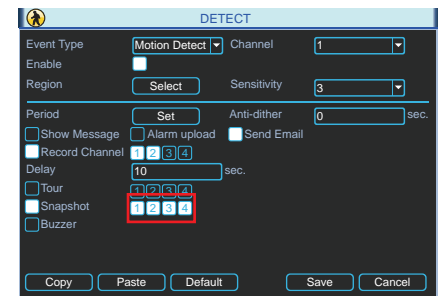 DETECT
Event Type Motion Detect Channel 1
Enable
Region Select Sensitivity 3
Period Set Anti-dither 0 sec.
Show Message Alarm upload Send Email
Record Channel 1 2 3 4
Delay 10 sec.
Tour 1 2 3 4
Snapshot 1 2 3 4
Buzzer
Copy Paste Default Save Cancel